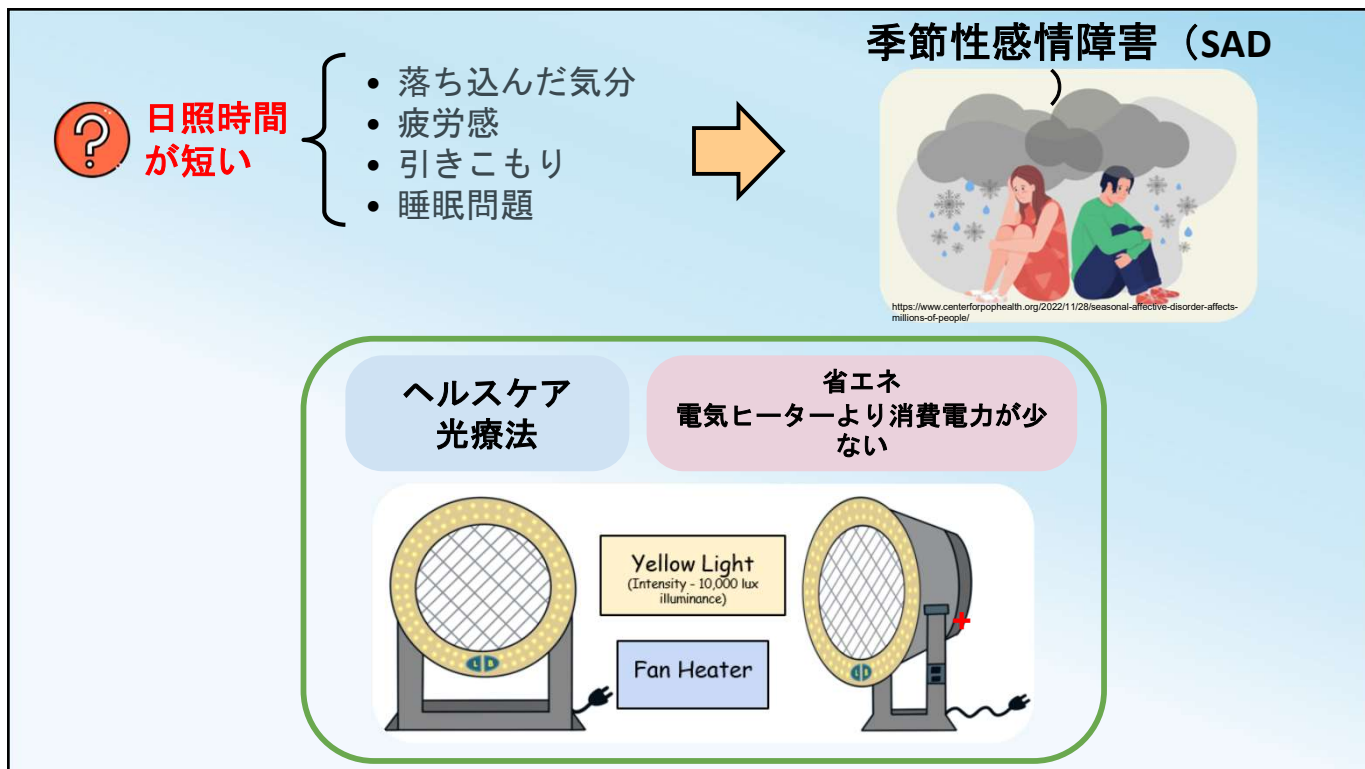 季節性感情障害（SAD
）
日照時間
が短い
• 落ち込んだ気分
• 疲労感
• 引きこもり
• 睡眠問題
https://www.centerforpophealth.org/2022/11/28/seasonal-affective-disorder-affects-
millions-of-people/
ヘルスケア
光療法
省エネ
電気ヒーターより消費電力が少
ない
Yellow Light
(Intensity - 10,000 lux
illuminance)
Fan Heater